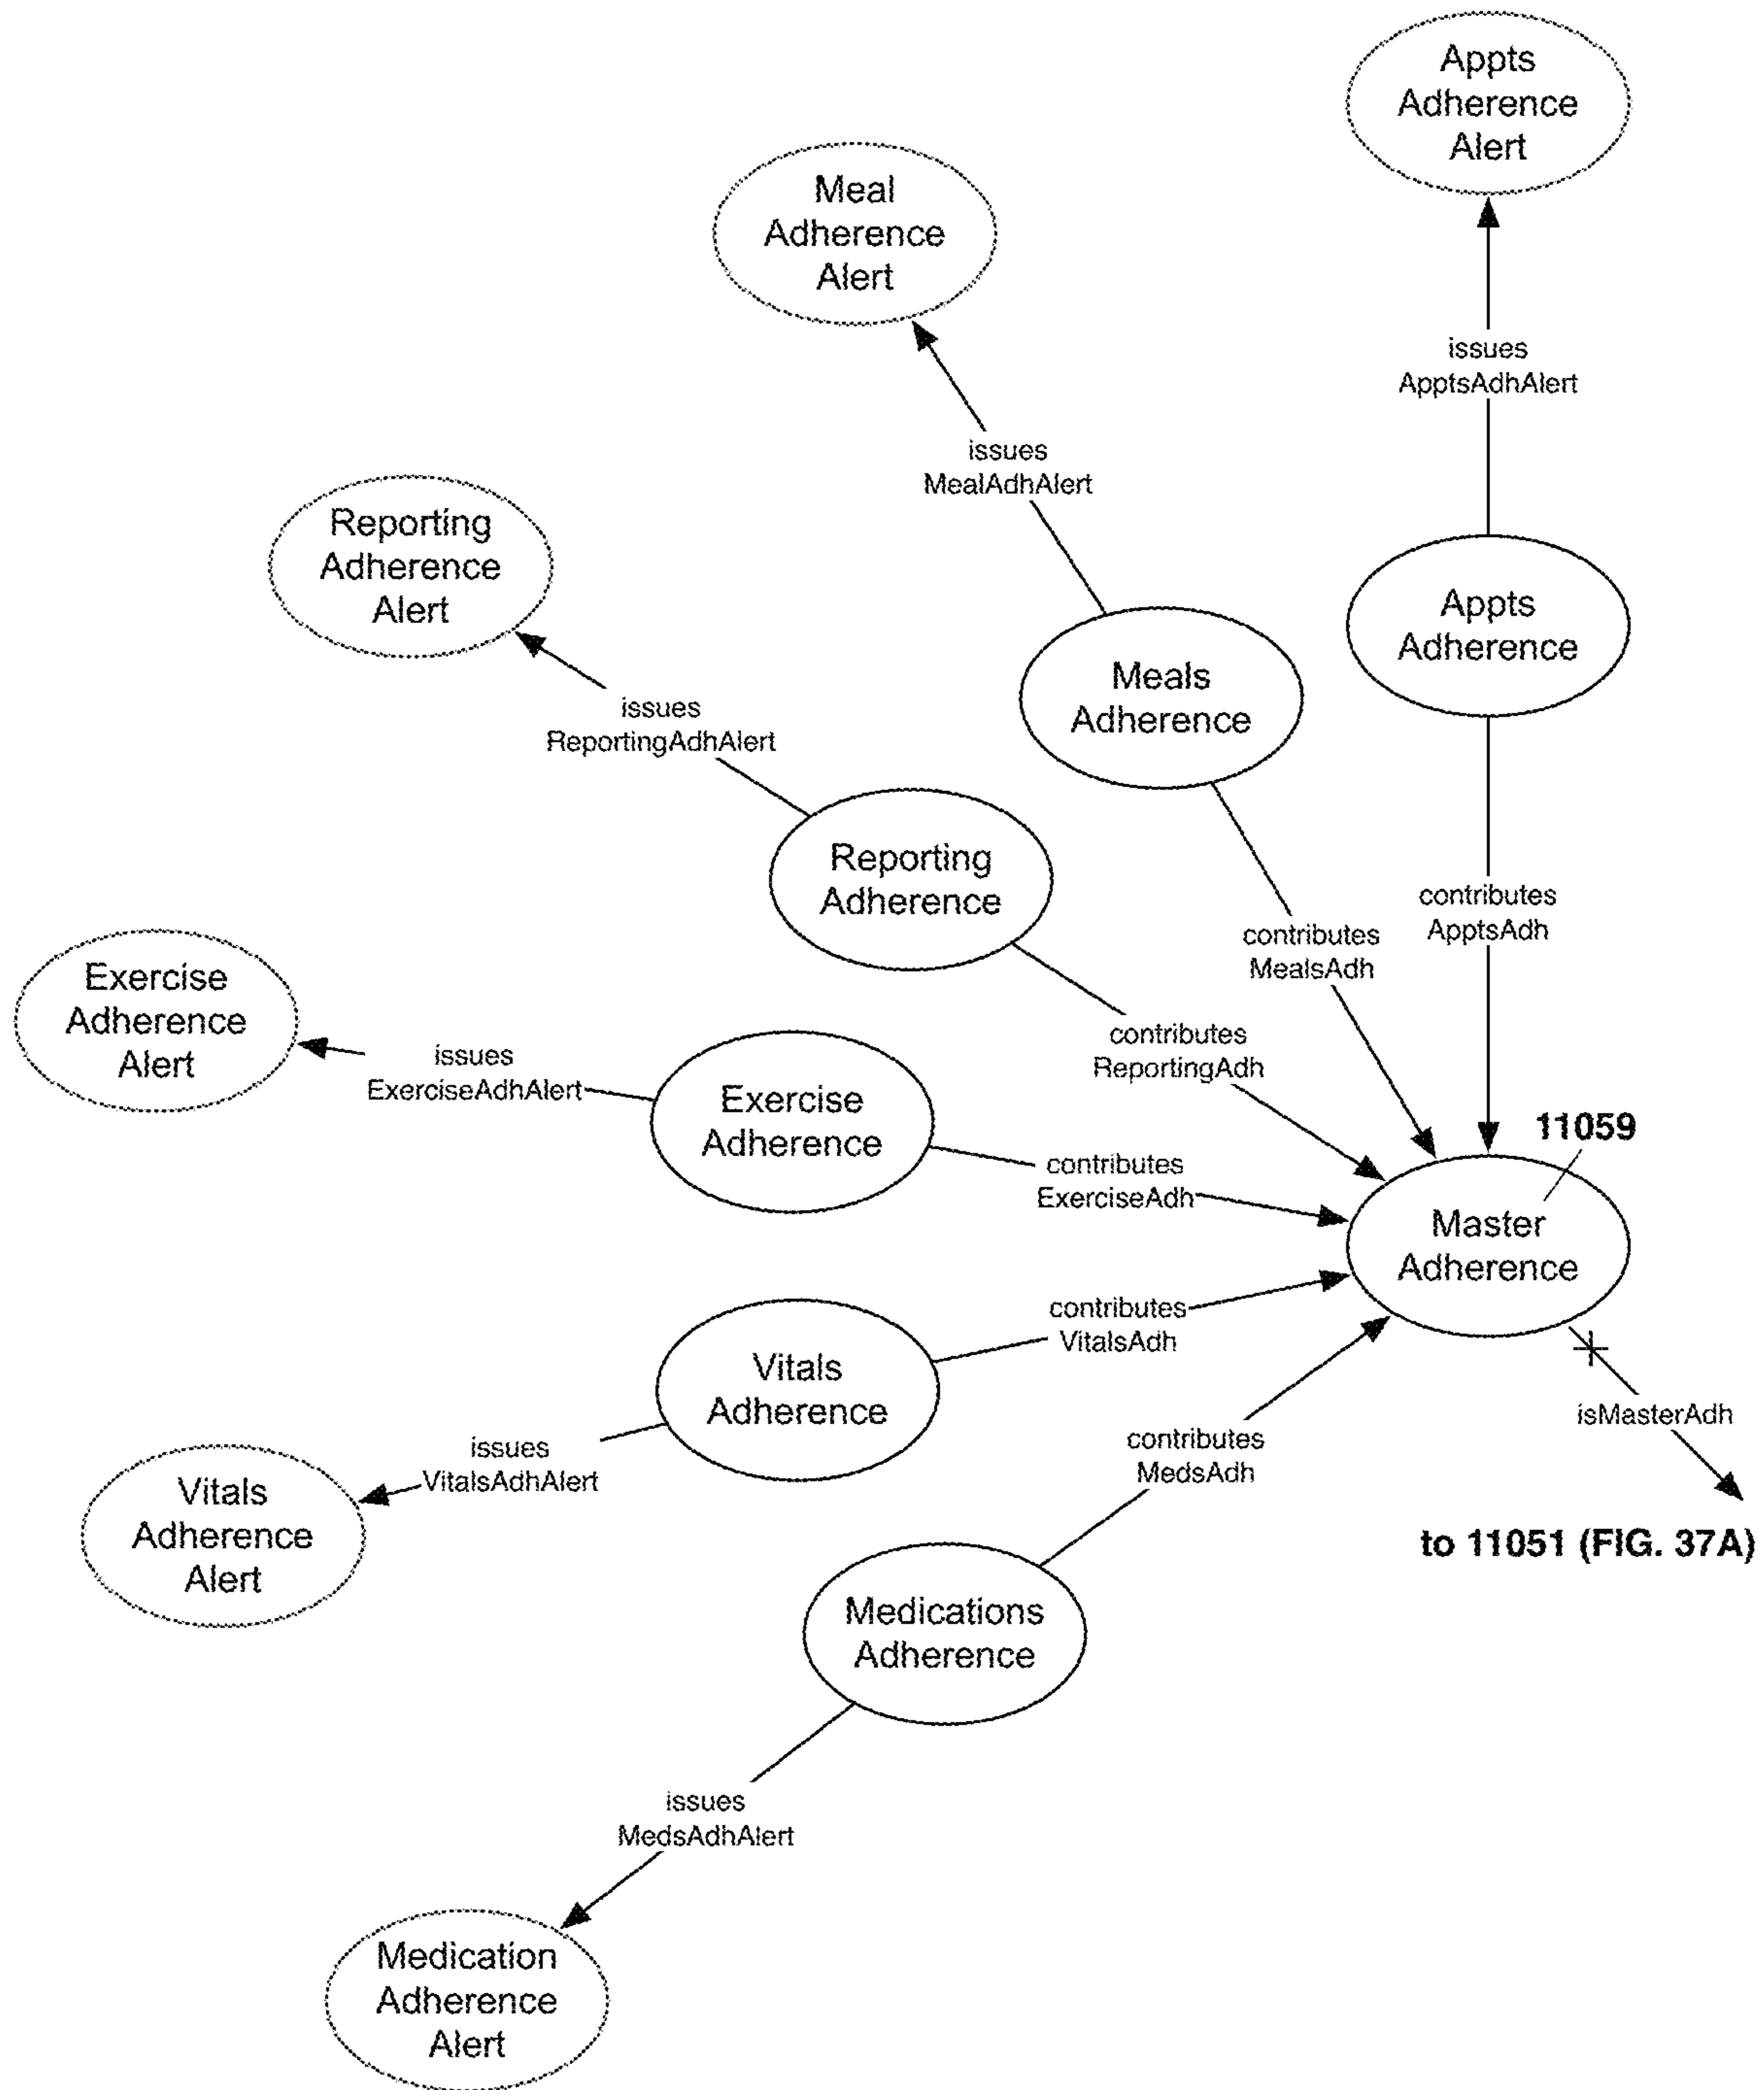 Appts
Adherence
Alert
Meal
Adherence
Alert
issues
ApptsAdhAlert
issues
MealAdhAlert
Reporting
Adherence
Alert
Appts
Adherence
Meals
Adherence
issues
ReportingAdhAlert
Reporting
Adherence
contributes
ApptsAdh
contributes
MealsAdh
Exercise
Adherence
Alert
contributes
ReportingAdh
issues
ExerciseAdhAlert
Exercise
Adherence
11059
contributes
ExerciseAdh
Master
Adherence
contributes
VitalsAdh
Vitals
Adherence
isMasterAdh
contributes
MedsAdh
issues
VitalsAdhAlert
Vitals
Adherence
Alert
to 11051 (FIG. 37A)
Medications
Adherence
issues
MedsAdhAlert
Medication
Adherence
Alert